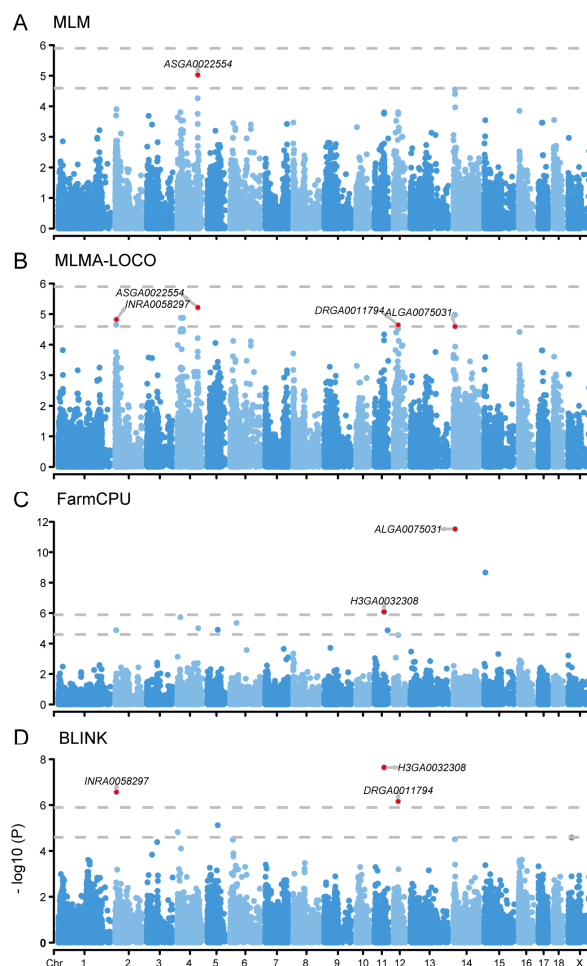 A MLM
6
5
4
3
2
1
0
ASGA0022554
B MLMA-LOCO
6
5
4
3
2
1
0
ASGA0022554
INRA0058297
DRGA0011794
ALGA0075031
C FarmCPU
12
10
8
6
4
2
0
ALGA0075031
H3GA0032308
D BLINK
8
6
4
2
0
INRA0058297
H3GA0032308
DRGA0011794
- log10 (P)
Chr 1 2 3 4 5 6 7 8 9 10 11 12 13 14 15 16 17 18 X